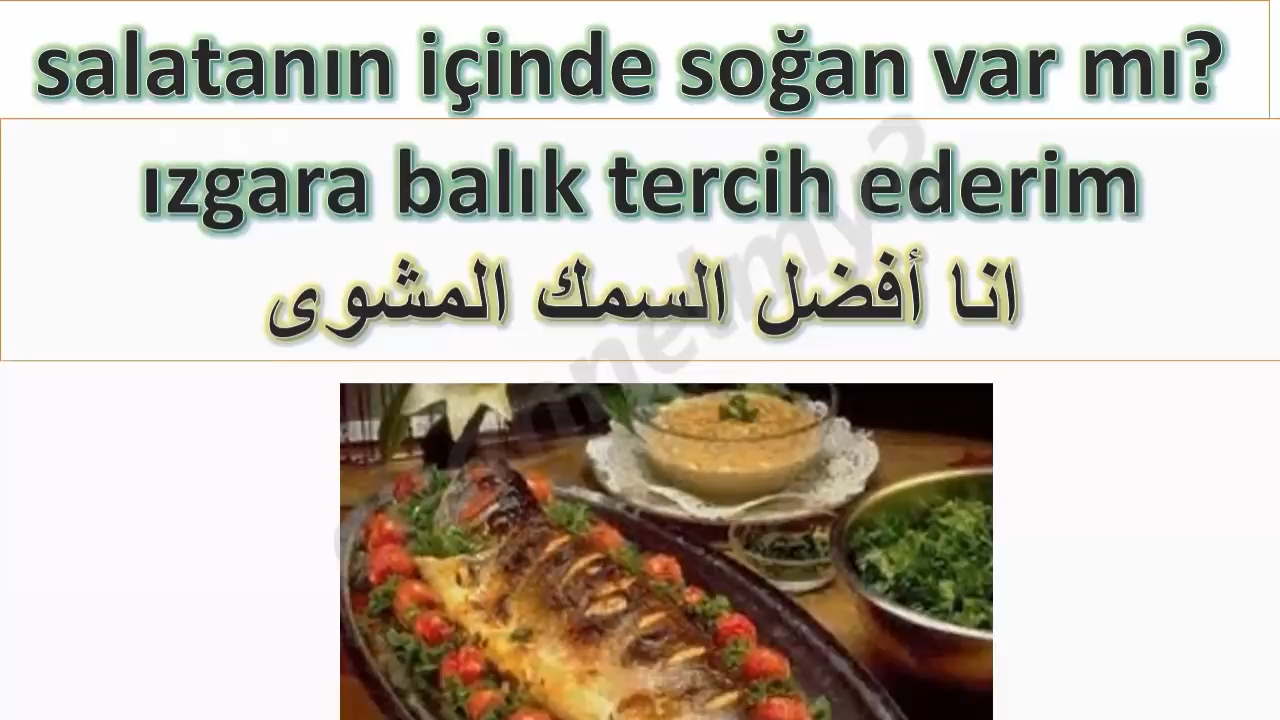 salatanın içinde soğan var mı?
ızgara balık tercih ederim
انا أفضل السمك المشوى